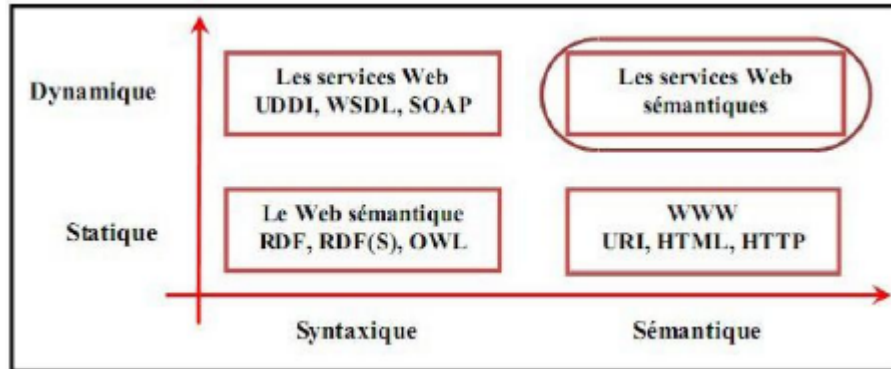 Dynamique
Les services Web
UDDI, WSDL, SOAP
Les services Web
sémantiques
Statique
Le Web sémantique
RDF, RDF(S), OWL
WWW
URI, HTML, HTTP
Syntaxique
Sémantique